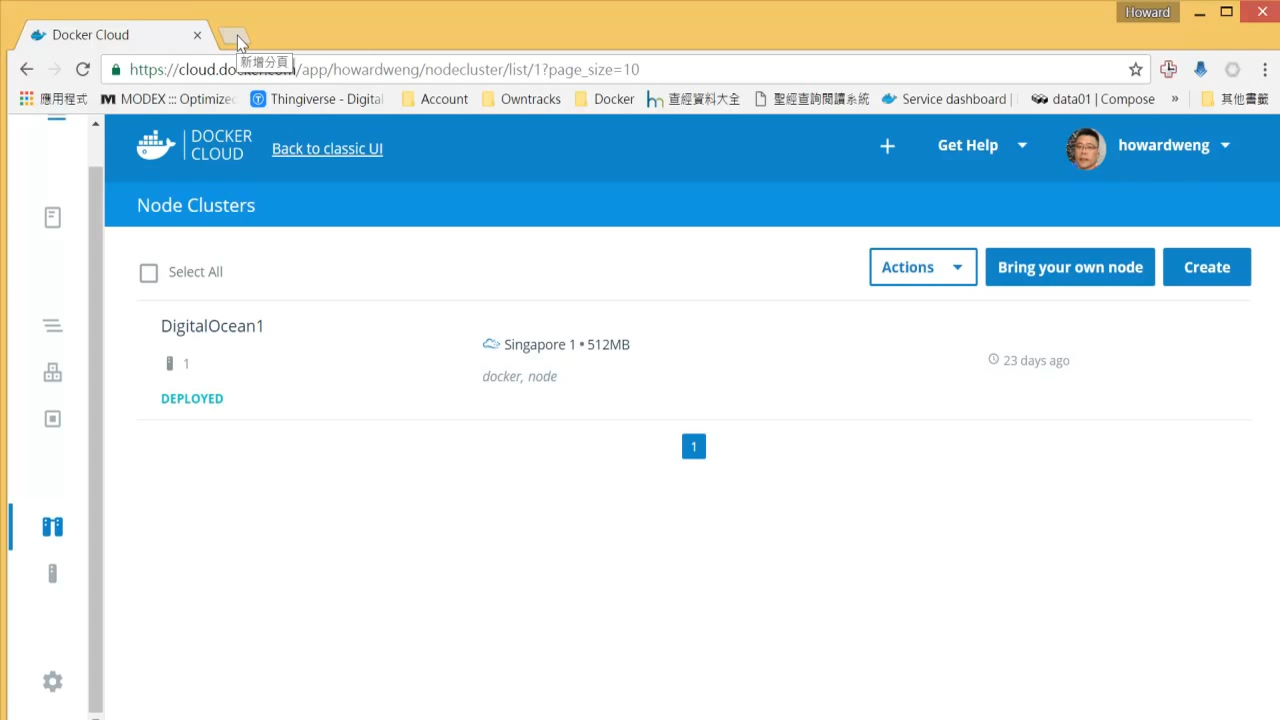 Howard
Docker Cloud
新增分頁
https://cloud.docker.com/app/howardweng/nodecluster/list/1?page_size=10
應用程式
MODEX ::: Optimized
Thingiverse - Digital
Account
Owntracks
Docker
查經資料大全
聖經查詢閱讀系統
Service dashboard |
data01 | Compose
»
其他書籤
DOCKER
CLOUD
Back to classic UI
Get Help
howardweng
Node Clusters
Select All
Actions
Bring your own node
Create
DigitalOcean1
1
DEPLOYED
Singapore 1 • 512MB
docker, node
23 days ago
1